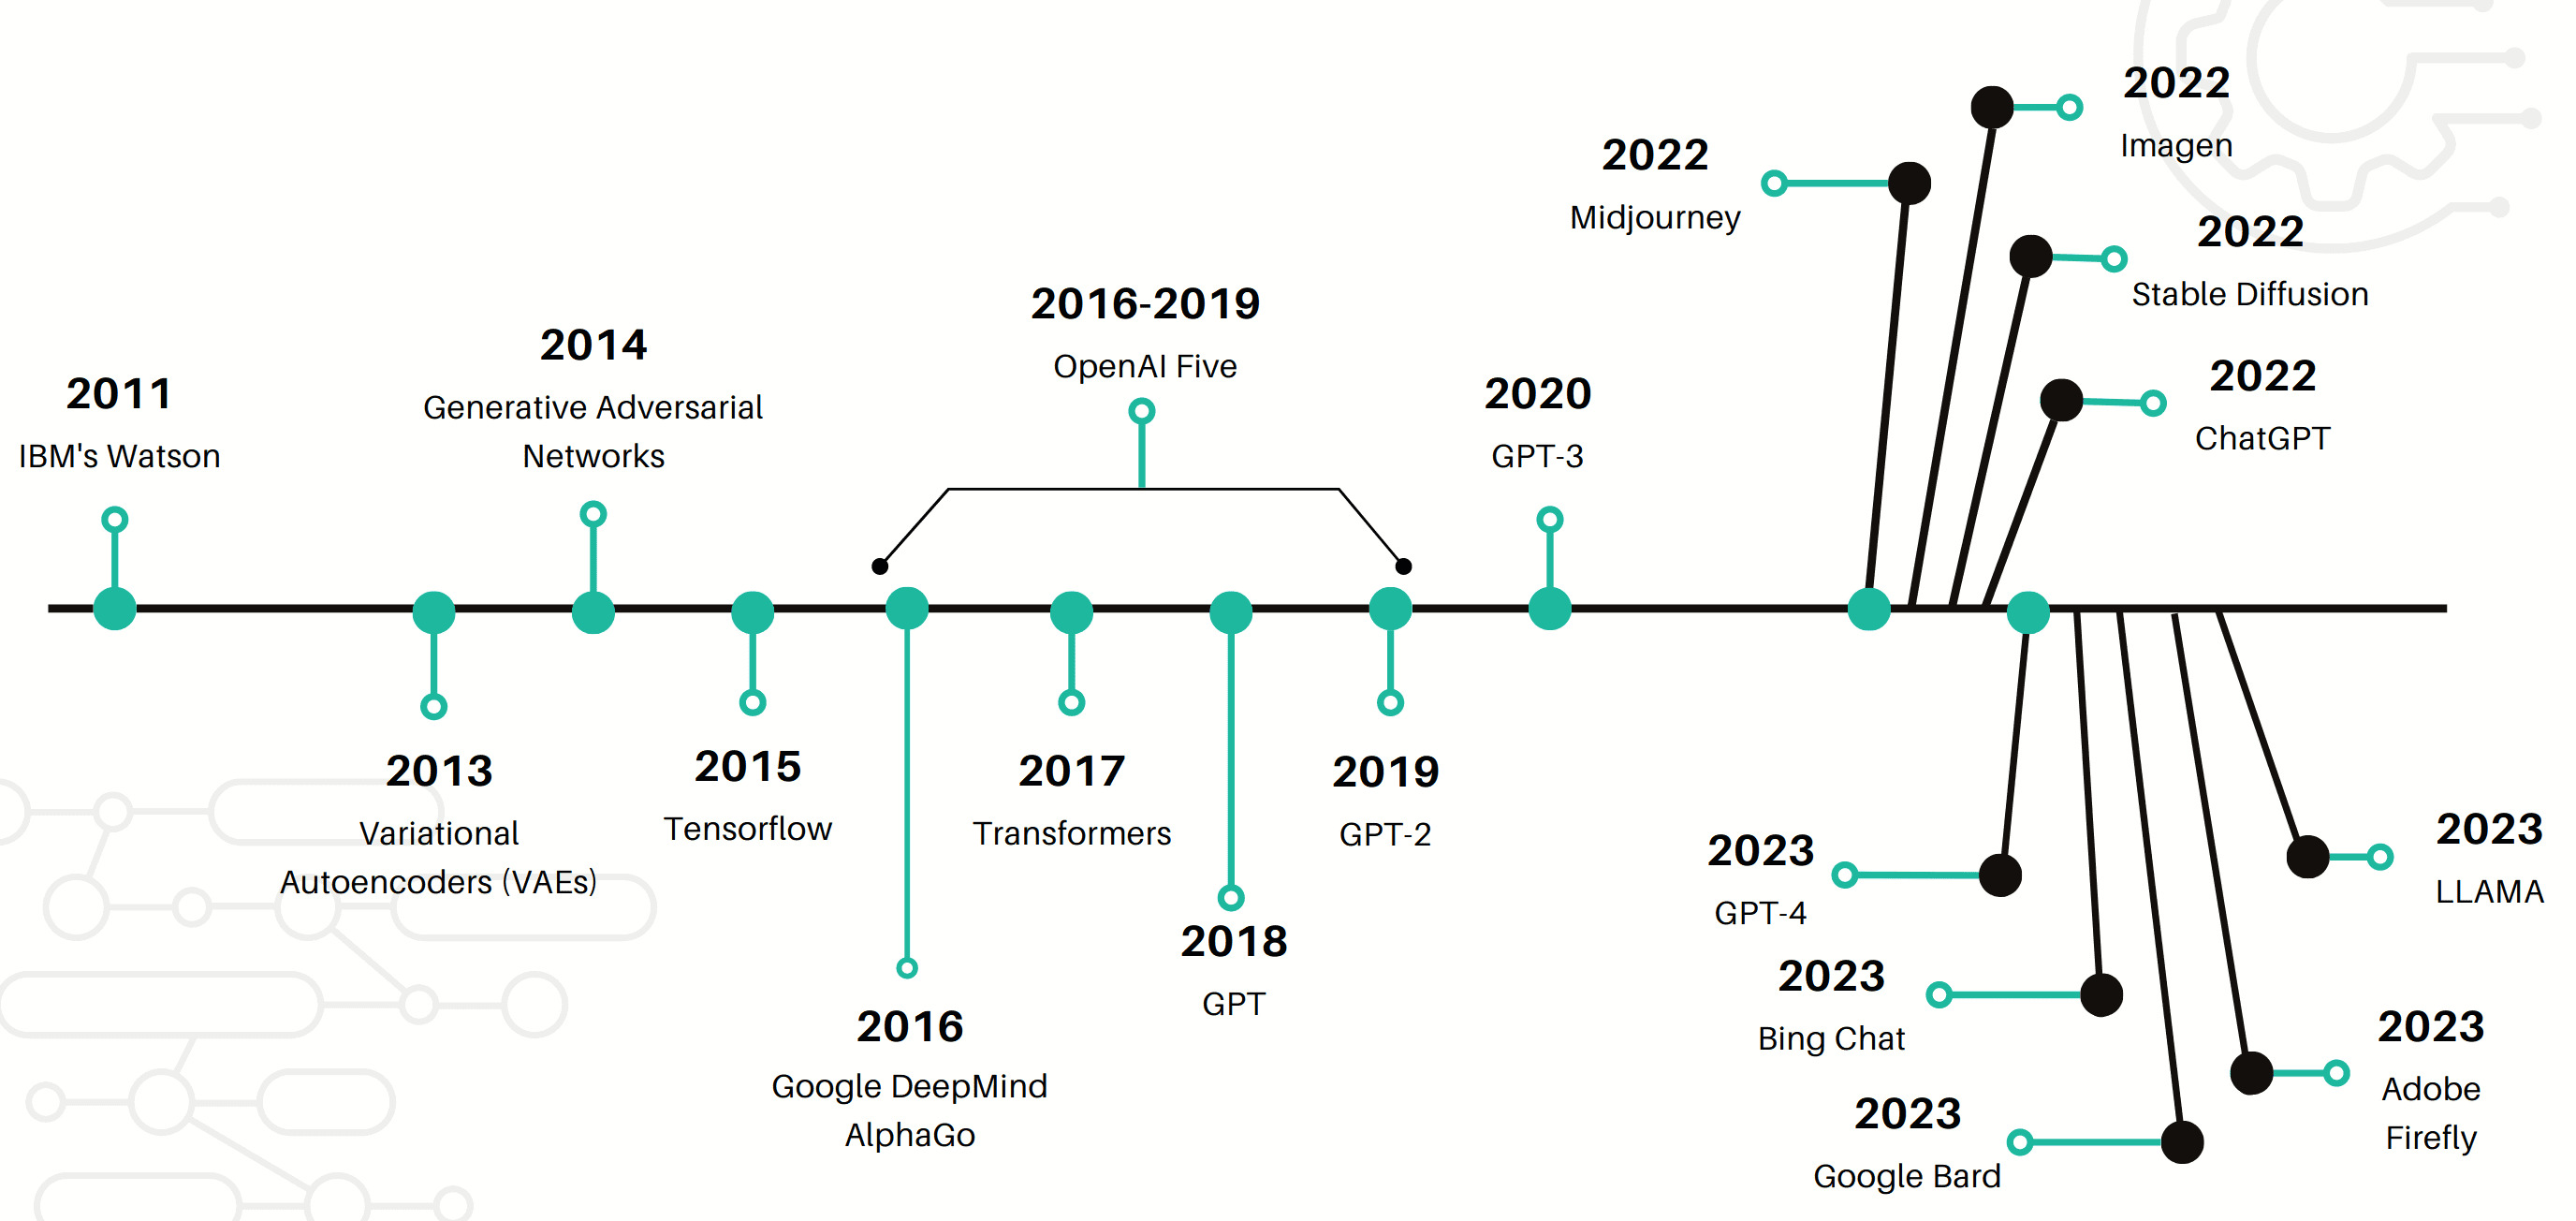 2011
IBM's Watson
2013
Variational
Autoencoders (VAEs)
2014
Generative Adversarial
Networks
2015
Tensorflow
2016
Google DeepMind
AlphaGo
2016-2019
OpenAI Five
2017
Transformers
2018
GPT
2019
GPT-2
2020
GPT-3
2022
Midjourney
2022
Imagen
2022
Stable Diffusion
2022
ChatGPT
2023
GPT-4
2023
Bing Chat
2023
Google Bard
2023
Adobe
Firefly
2023
LLAMA